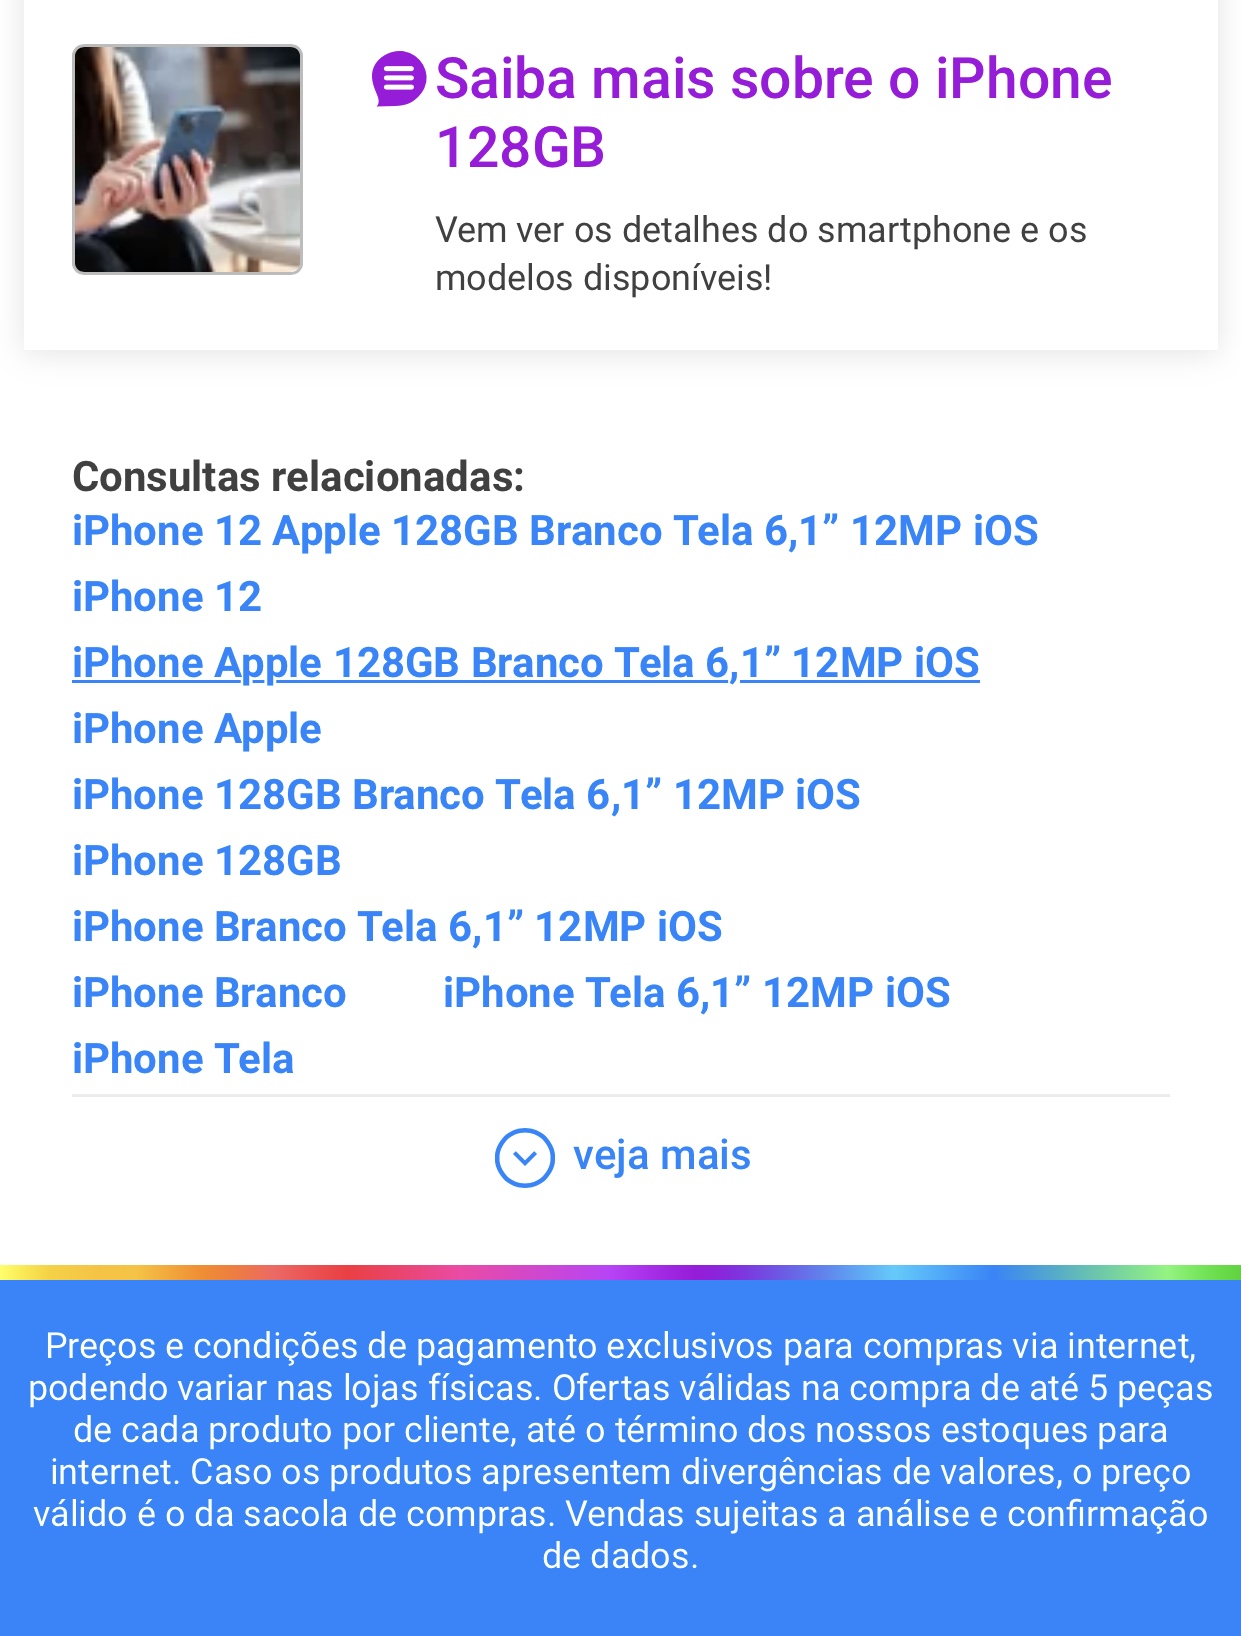 Saiba mais sobre o iPhone
128GB
Vem ver os detalhes do smartphone e os
modelos disponíveis!
Consultas relacionadas:
iPhone 12 Apple 128GB Branco Tela 6,1” 12MP iOS
iPhone 12
iPhone Apple 128GB Branco Tela 6,1” 12MP iOS
iPhone Apple
iPhone 128GB Branco Tela 6,1” 12MP iOS
iPhone 128GB
iPhone Branco Tela 6,1” 12MP iOS
iPhone Branco iPhone Tela 6,1” 12MP iOS
iPhone Tela
veja mais
Preços e condições de pagamento exclusivos para compras via internet,
podendo variar nas lojas físicas. Ofertas válidas na compra de até 5 peças
de cada produto por cliente, até o término dos nossos estoques para
internet. Caso os produtos apresentem divergências de valores, o preço
válido é o da sacola de compras. Vendas sujeitas a análise e confirmação
de dados.